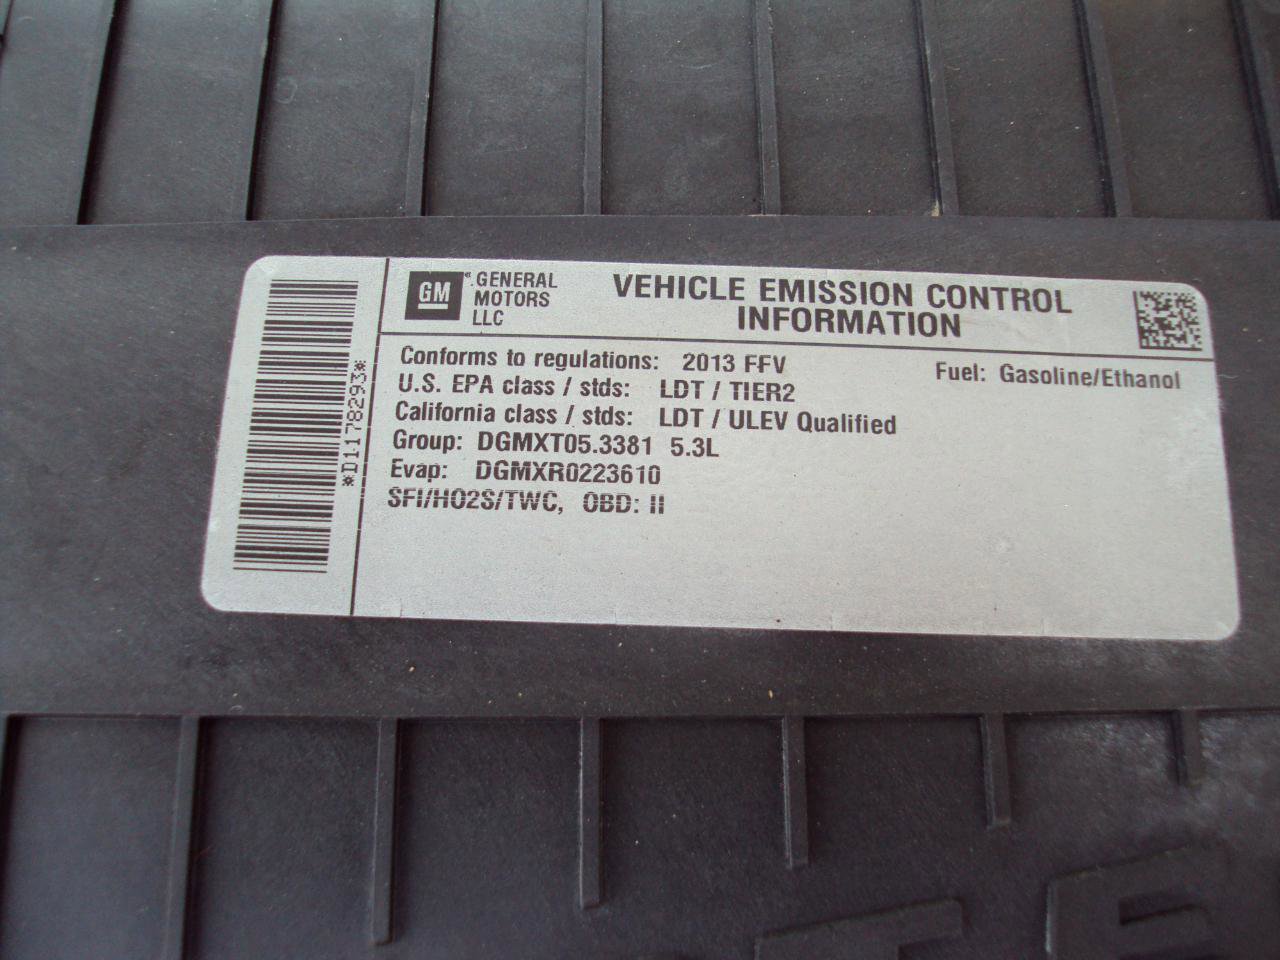 GM
GENERAL
MOTORS
LLC
VEHICLE EMISSION CONTROL
INFORMATION
Conforms to regulations: 2013 FFV
Fuel: Gasoline/Ethanol
U.S. EPA class / stds: LDT / TIER2
California class / stds: LDT / ULEV Qualified
Group: DGMXT05.3381 5.3L
Evap: DGMXR0223610
SFI/HO2S/TWC, OBD: II
*D1178293*